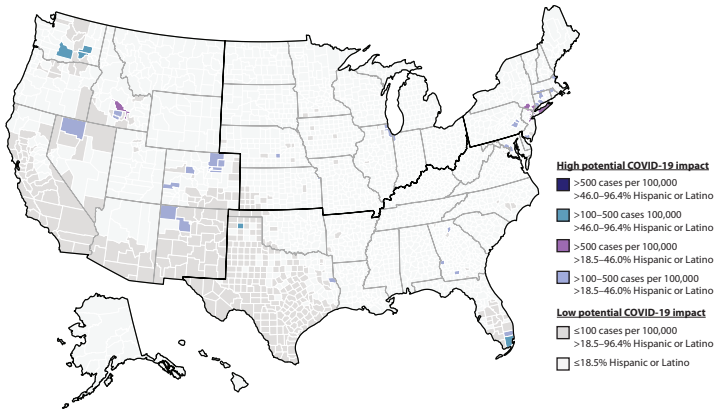 High potential COVID-19 impact
>500 cases per 100,000
>46.0–96.4% Hispanic or Latino
>100–500 cases 100,000
>46.0–96.4% Hispanic or Latino
>500 cases per 100,000
>18.5–46.0% Hispanic or Latino
>100–500 cases per 100,000
>18.5–46.0% Hispanic or Latino
Low potential COVID-19 impact
≤100 cases per 100,000
>18.5–96.4% Hispanic or Latino
≤18.5% Hispanic or Latino